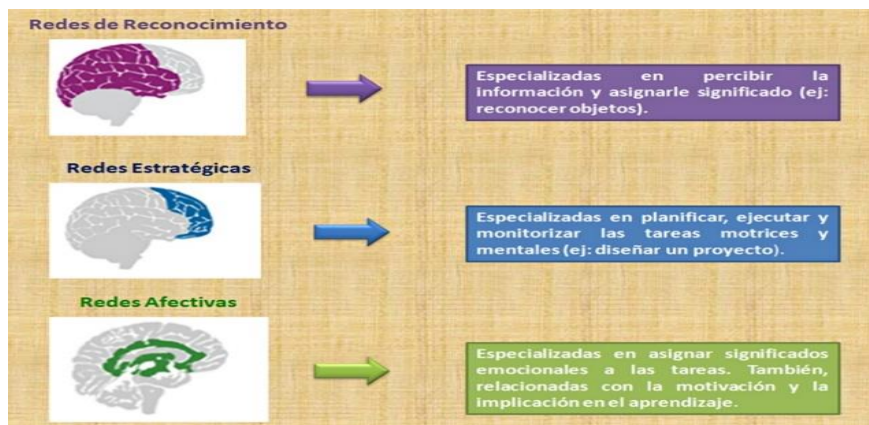 Redes de Reconocimiento
Especializadas en percibir la
información y asignarle significado (ej:
reconocer objetos).
Redes Estratégicas
Especializadas en planificar, ejecutar y
monitorizar las tareas motrices y
mentales (ej: diseñar un proyecto).
Redes Afectivas
Especializadas en asignar significados
emocionales a las tareas. También,
relacionadas con la motivación y la
implicación en el aprendizaje.